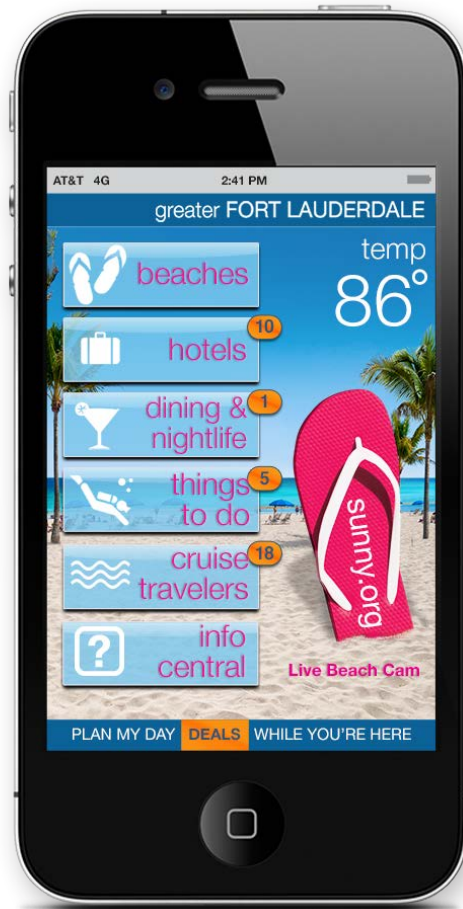 AT&T 4G 2:41 PM
greater FORT LAUDERDALE
temp
86°
beaches
hotels
10
dining &
nightlife
1
things
to do
5
cruise
travelers
18
?
info
central
sunny.org
Live Beach Cam
PLAN MY DAY DEALS WHILE YOU'RE HERE